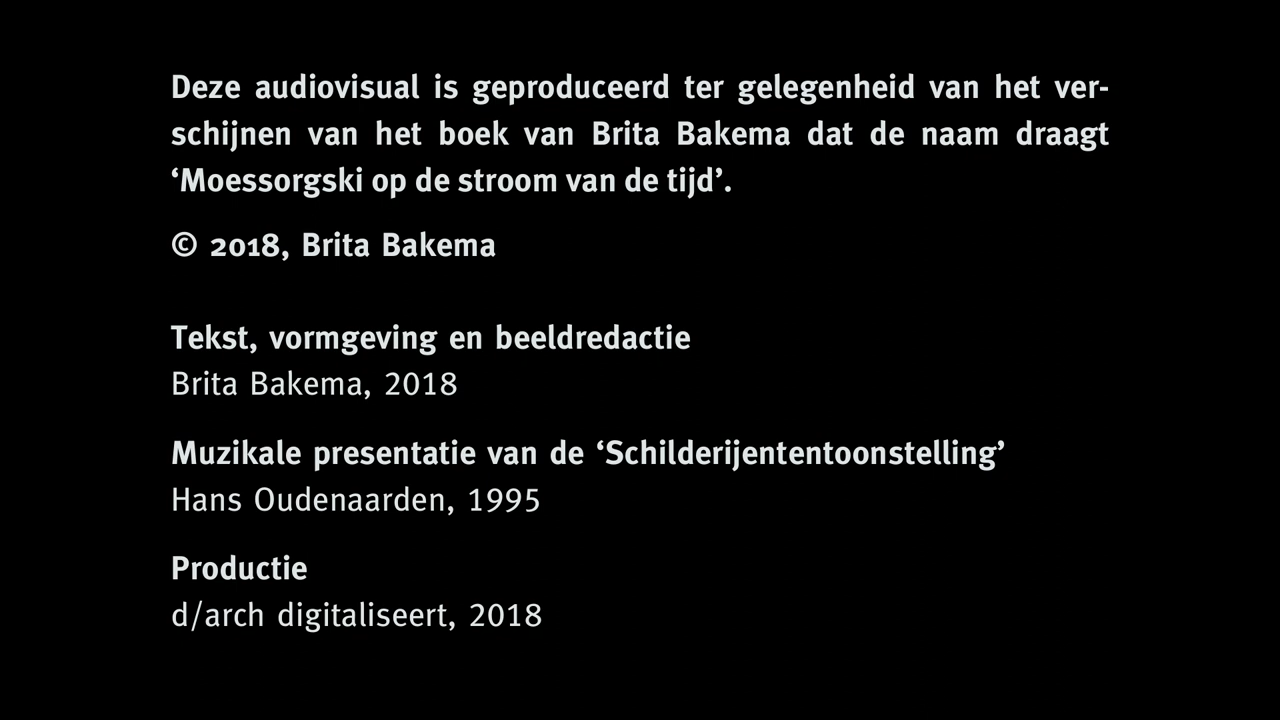 Deze audiovisual is geproduceerd ter gelegenheid van het ver-
schijnen van het boek van Brita Bakema dat de naam draagt
‘Moessorgski op de stroom van de tijd’.
© 2018, Brita Bakema
Tekst, vormgeving en beeldredactie
Brita Bakema, 2018
Muzikale presentatie van de ‘Schilderijententoonstelling’
Hans Oudenaarden, 1995
Productie
d/arch digitaliseert, 2018